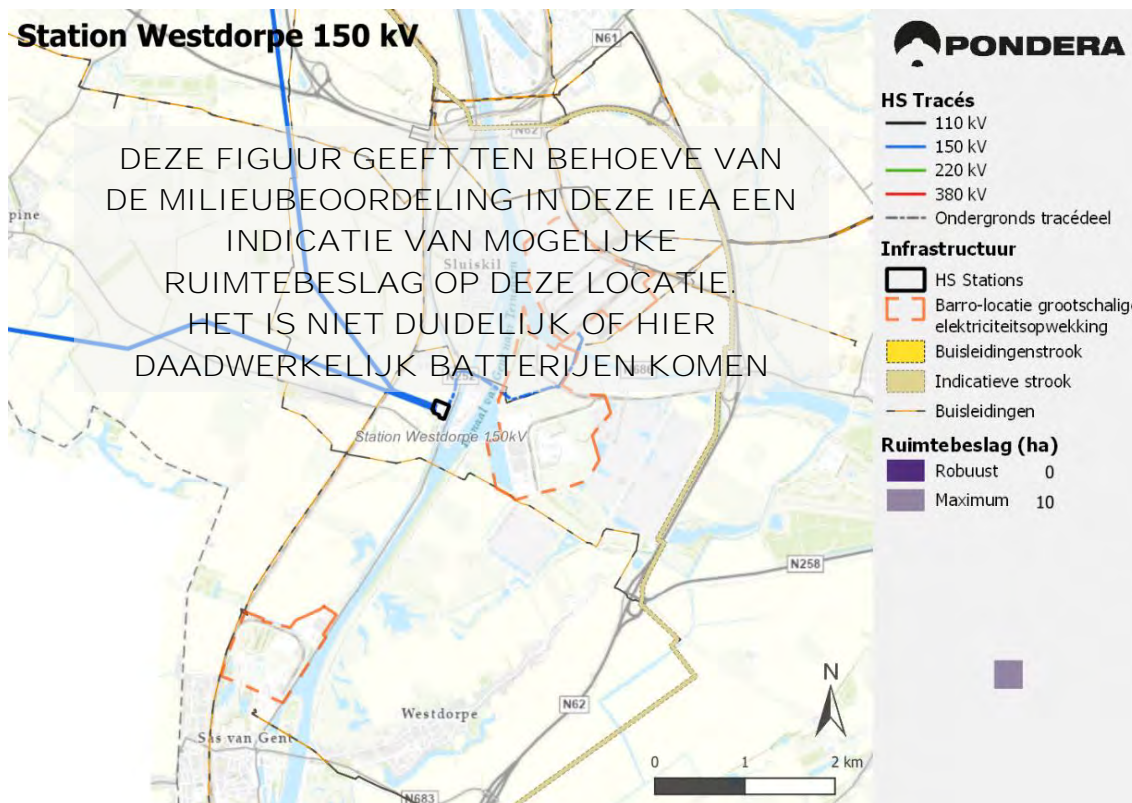 Station Westdorpe 150 kV
N61
N62
DEZE FIGUUR GEEFT TEN BEHOEVE VAN
DE MILIEUBEOORDELING IN DEZE IEA EEN
INDICATIE VAN MOGELIJKE
RUIMTEBESLAG OP DEZE LOCATIE.
HET IS NIET DUIDELIJK OF HIER
DAADWERKELIJK BATTERIJEN KOMEN
pine
Sluiskil
Station Westdorpe 150kV
N258
Westdorpe
N62
Sas van Gent
N683
N
0 1 2 km
PONDERA
HS Tracés
110 kV
150 kV
220 kV
380 kV
Ondergronds tracédeel
Infrastructuur
HS Stations
Barro-locatie grootschalig
elektriciteitsopwekking
Buisleidingenstrook
Indicatieve strook
Buisleidingen
Ruimtebeslag (ha)
Robuust 0
Maximum 10